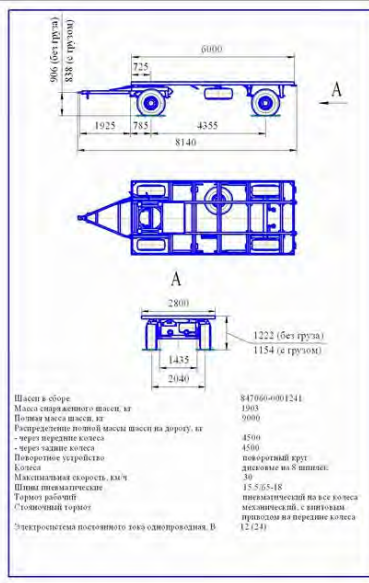 6000
725
906 (без груза)
838 (с грузом)
А
1925
785
4355
8140
А
2800
1222 (без груза)
1154 (с грузом)
1435
2040
Шасси в сборе 847060-0001241
Масса снаряженного шасси, кг 1903
Полная масса шасси, кг 9000
Распределение полной массы шасси на дорогу, кг
- через передние колеса 4500
- через задние колеса 4500
Поворотное устройство поворотный круг
Колеса дисковые на 8 шпилек
Максимальная скорость, км/ч 30
Шины пневматические 15.5/65-18
Тормоз рабочий пневматический на все колеса
Стояночный тормоз механический, с винтовым
приводом на передние колеса
Электросистема постоянного тока однопроводная, В 12 (24)